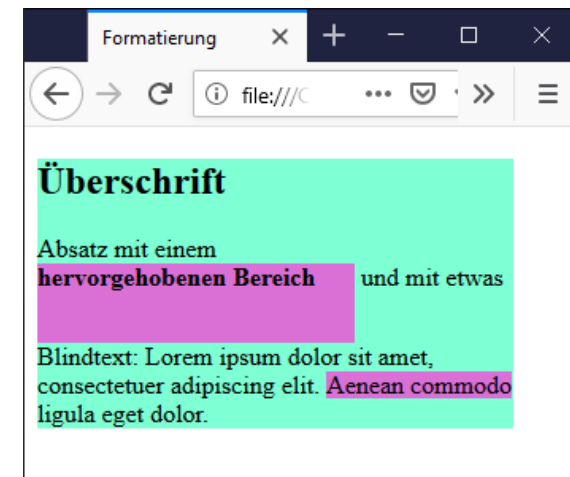 Formatierung
file:///C
Überschrift
Absatz mit einem
hervorgehobenen Bereich und mit etwas
Blindtext: Lorem ipsum dolor sit amet,
consectetuer adipiscing elit. Aenean commodo
ligula eget dolor.